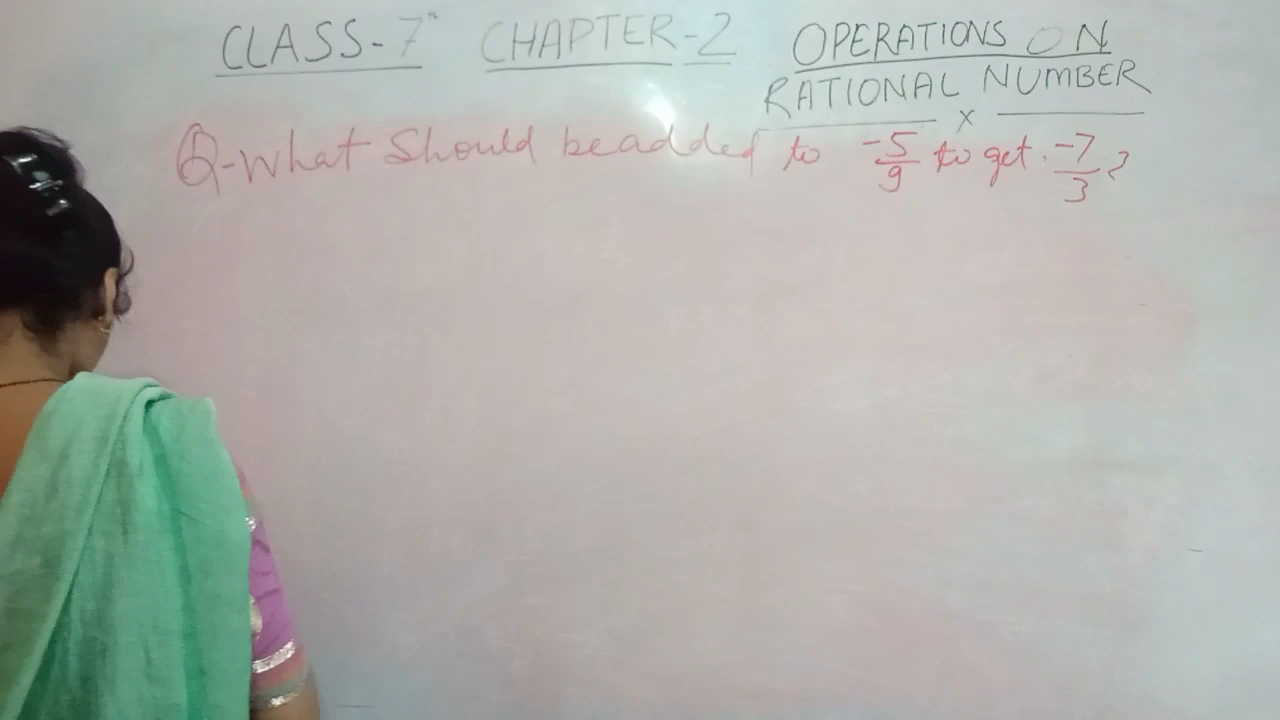 CLASS-7th CHAPTER-2 OPERATIONS ON
RATIONAL NUMBER
x
Q-What Should be added to -5/9 to get -7/3?